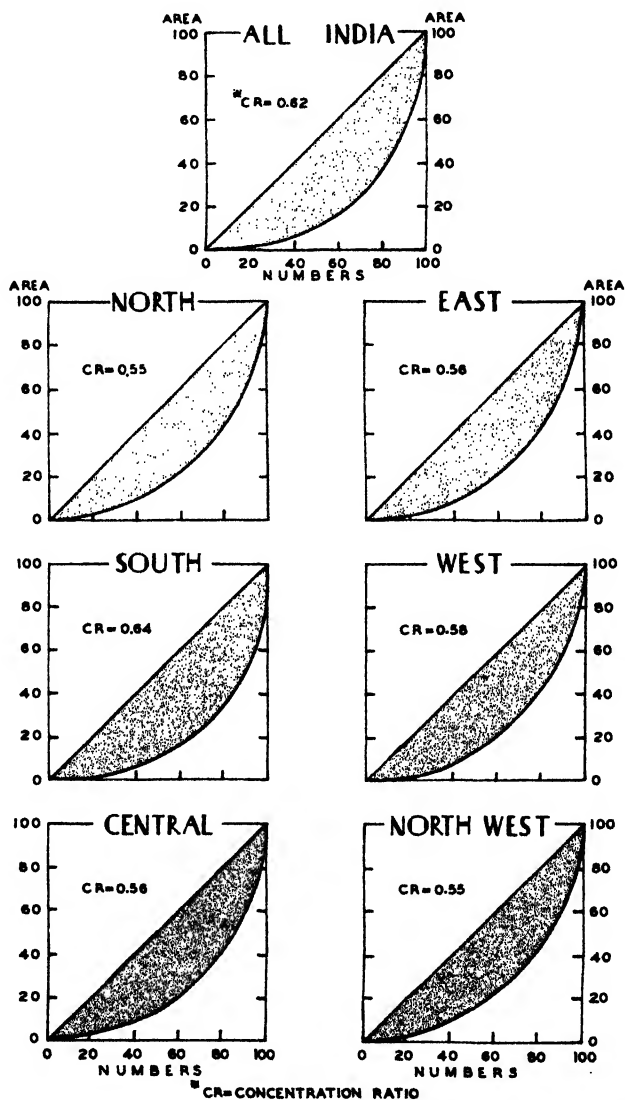 AREA AREA
ALL INDIA
100 100
80 80
*CR= 0.62
60 60
40 40
20 20
0 0
0 20 40 60 80 100
NUMBERS
AREA AREA
NORTH EAST
100 100
80 80
CR= 0.55 CR= 0.56
60 60
40 40
20 20
0 0
SOUTH WEST
100 100
80 80
CR= 0.64 CR= 0.58
60 60
40 40
20 20
0 0
CENTRAL NORTH WEST
100 100
80 80
CR= 0.56 CR= 0.55
60 60
40 40
20 20
0 0
0 20 40 60 80 100 0 20 40 60 80 100
NUMBERS NUMBERS
*CR=CONCENTRATION RATIO